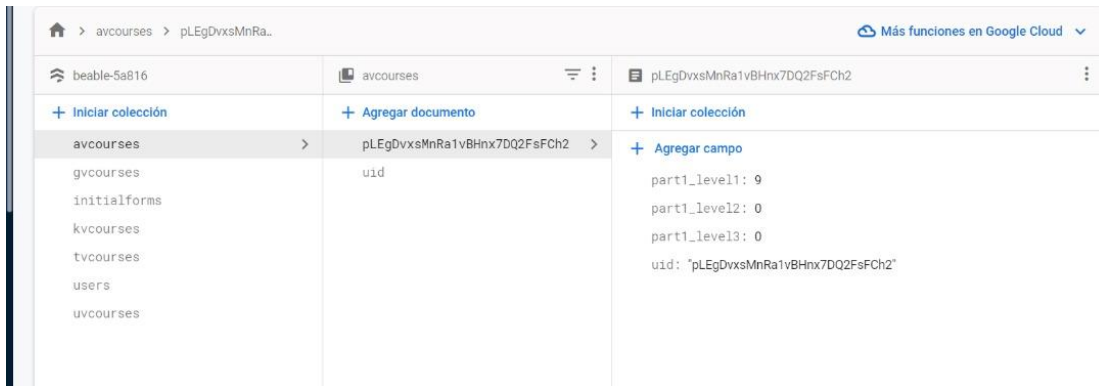 avcourses > pLEgDvxsMnRa…
Más funciones en Google Cloud
beable-5a816
avcourses
pLEgDvxsMnRa1vBHnx7DQ2FsFCh2
+ Iniciar colección
+ Agregar documento
+ Iniciar colección
avcourses
gvcourses
initialforms
kvcourses
tvcourses
users
uvcourses
pLEgDvxsMnRa1vBHnx7DQ2FsFCh2
uid
+ Agregar campo
part1_level1: 9
part1_level2: 0
part1_level3: 0
uid: "pLEgDvxsMnRa1vBHnx7DQ2FsFCh2"